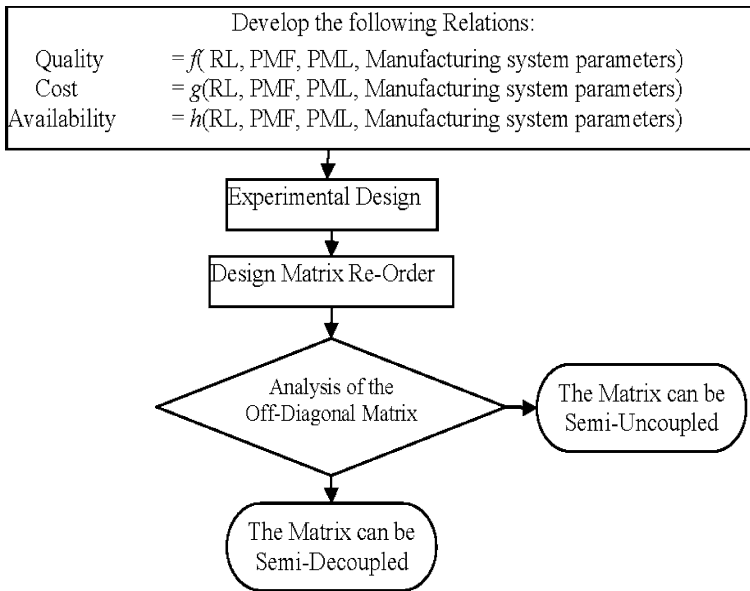 Develop the following Relations:
Quality = f( RL, PMF, PML, Manufacturing system parameters)
Cost = g(RL, PMF, PML, Manufacturing system parameters)
Availability = h(RL, PMF, PML, Manufacturing system parameters)
Experimental Design
Design Matrix Re-Order
Analysis of the
Off-Diagonal Matrix
The Matrix can be
Semi-Uncoupled
The Matrix can be
Semi-Decoupled